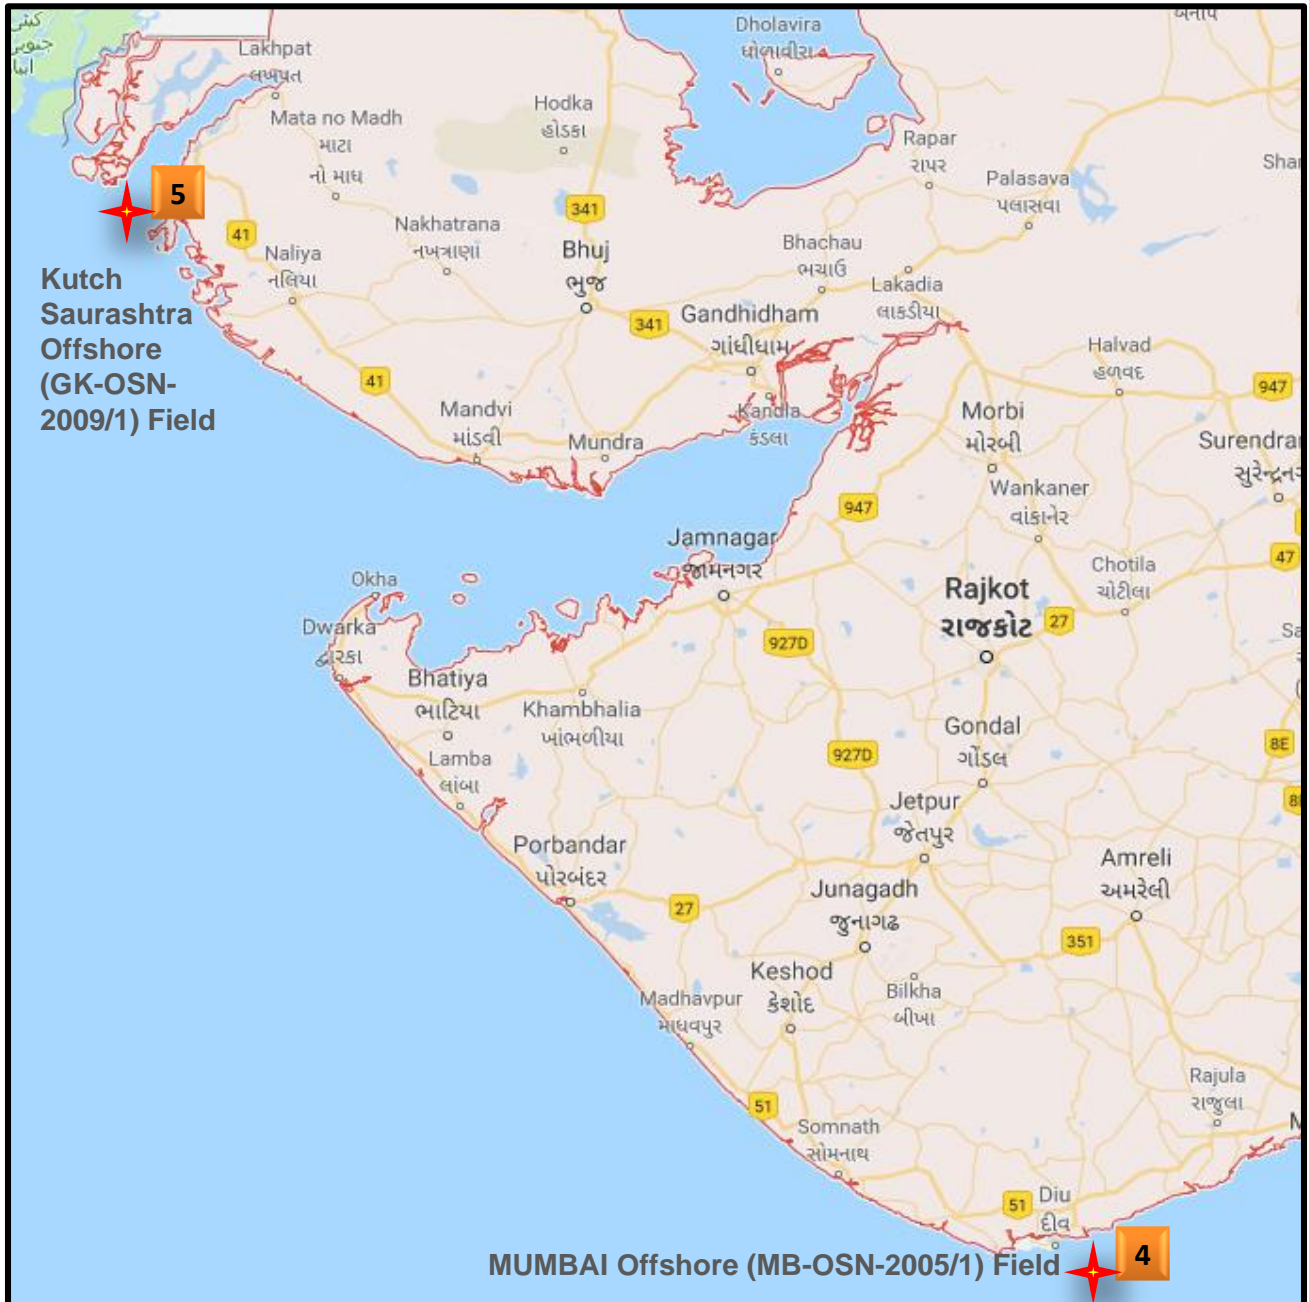 كيٽي
جنوبي
Dholavira
ધોળાવીરા
Lakhpat
લખપત
Hodka
હોડકા
Mata no Madh
માટા
નો માધ
Rapar
રાપર
Palasava
પલાસવા
5
341
Nakhatrana
નખત્રાણાં
41
Naliya
નલિયા
Bhuj
ભુજ
Bhachau
ભચાઉ
Lakadia
લાકડીયા
Kutch
Saurashtra
Offshore
(GK-OSN-
2009/1) Field
341
Gandhidham
ગાંધીધામ
Halvad
હળવદ
41
947
Mandvi
માંડવી
Mundra
Kandla
કંડલા
Morbi
મોરબી
Surendra
Wankaner
વાંકાનેર
947
Jamnagar
જામનગર
47
Chotila
ચોટીલા
Okha
Rajkot
રાજકોટ
27
Dwarka
દ્વારકા
927D
Bhatiya
ભાટિયા
Khambhalia
ખાંભળીયા
Gondal
ગોંડલ
Lamba
લાંબા
927D
8E
Jetpur
જેતપુર
Porbandar
પોરબંદર
Amreli
અમરેલી
Junagadh
જુનાગઢ
27
351
Keshod
કેશોદ
Bilkha
બીખા
Madhavpur
માધવપુર
Rajula
રાજુલા
51
Somnath
સોમનાથ
51
Diu
દીવ
MUMBAI Offshore (MB-OSN-2005/1) Field
4